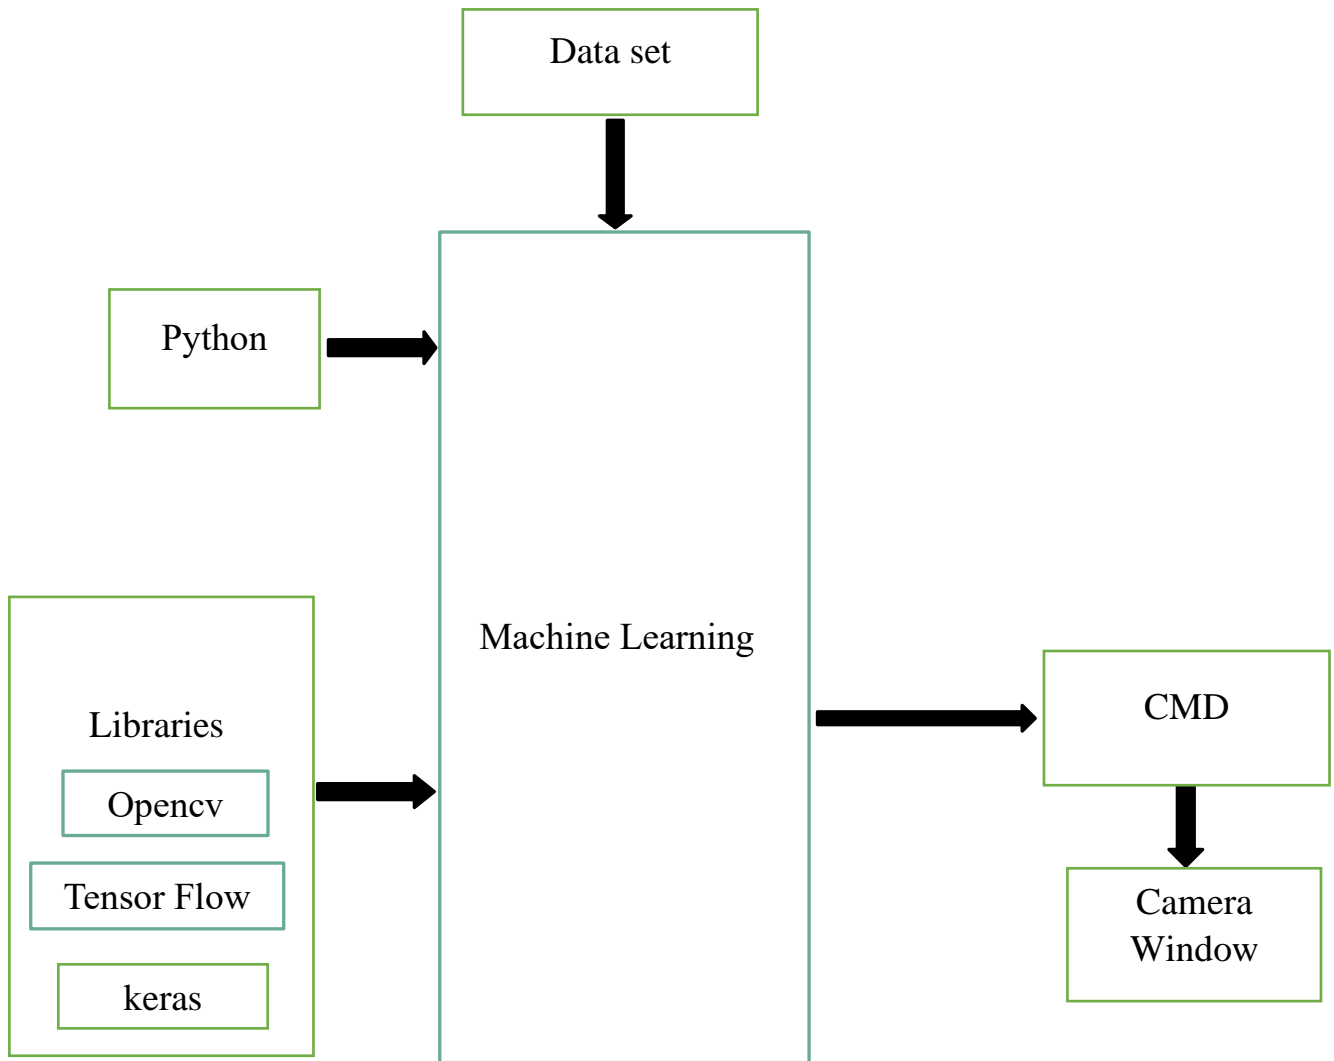 Data set
Python
Machine Learning
Libraries
Opencv
Tensor Flow
keras
CMD
Camera
Window